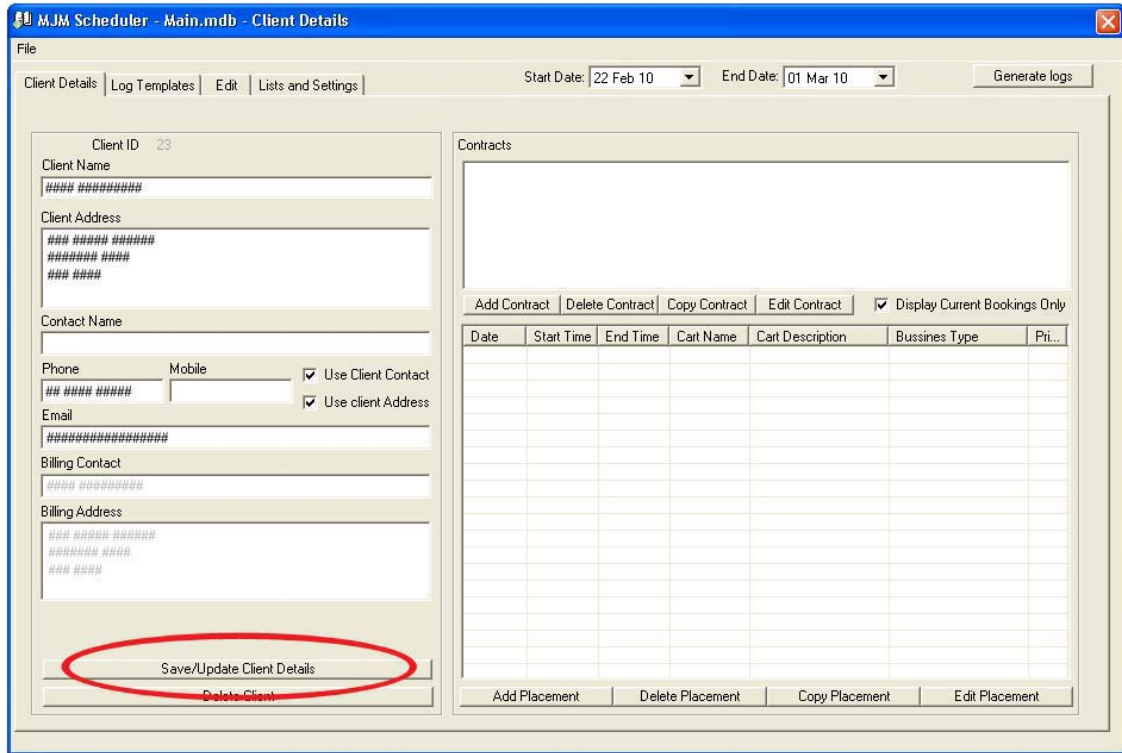 MJM Scheduler - Main.mdb - Client Details
File
Client Details Log Templates Edit Lists and Settings
Start Date: 22 Feb 10 End Date: 01 Mar 10 Generate logs
Client ID 23
Client Name
#### #########
Client Address
### ##### ######
####### ####
### ####
Contact Name
Phone Mobile
## #### #####
Use Client Contact
Use client Address
Email
#################
Billing Contact
#### #########
Billing Address
### ##### ######
####### ####
### ####
Save/Update Client Details
Delete Client
Contracts
Add Contract Delete Contract Copy Contract Edit Contract Display Current Bookings Only
Date Start Time End Time Cart Name Cart Description Bussines Type Pri...
Add Placement Delete Placement Copy Placement Edit Placement